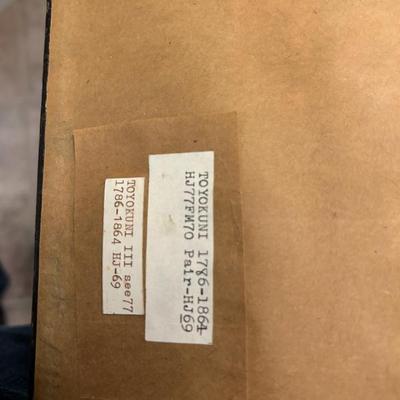 TOYOKUNI 1786-1864
HJ77FM70 Pair-HJ69
TOYOKUNI III see77
1786-1864 HJ-69